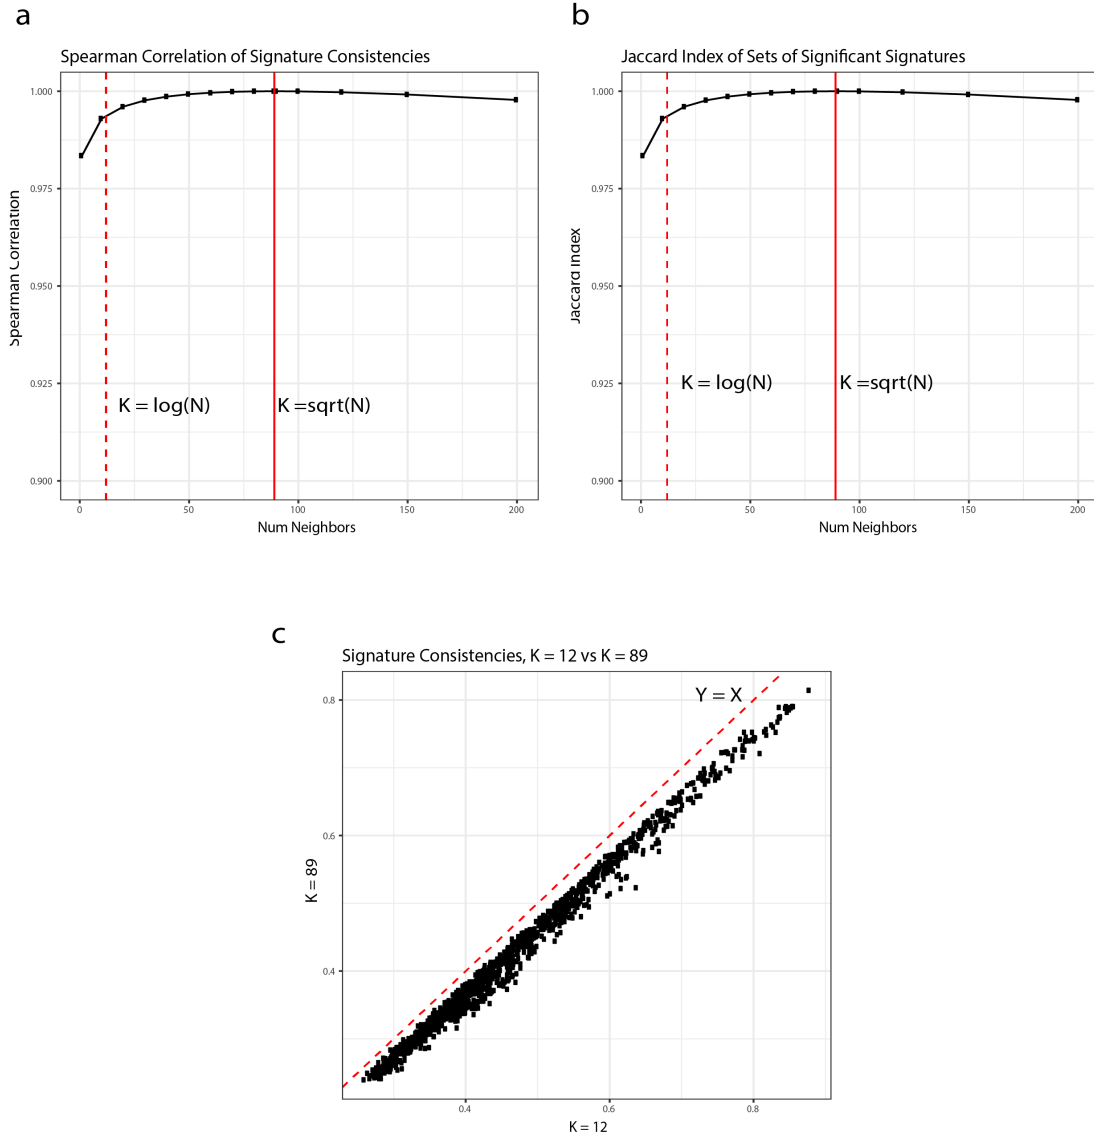 a
Spearman Correlation of Signature Consistencies
1.000
0.975
0.950
0.925
0.900
Spearman Correlation
K = log(N)
K =sqrt(N)
0
50
100
150
200
Num Neighbors
b
Jaccard Index of Sets of Significant Signatures
1.000
0.975
0.950
0.925
0.900
Jaccard Index
K = log(N)
K =sqrt(N)
0
50
100
150
200
Num Neighbors
c
Signature Consistencies, K = 12 vs K = 89
Y = X
0.8
0.6
0.4
K = 89
0.4
0.6
0.8
K = 12